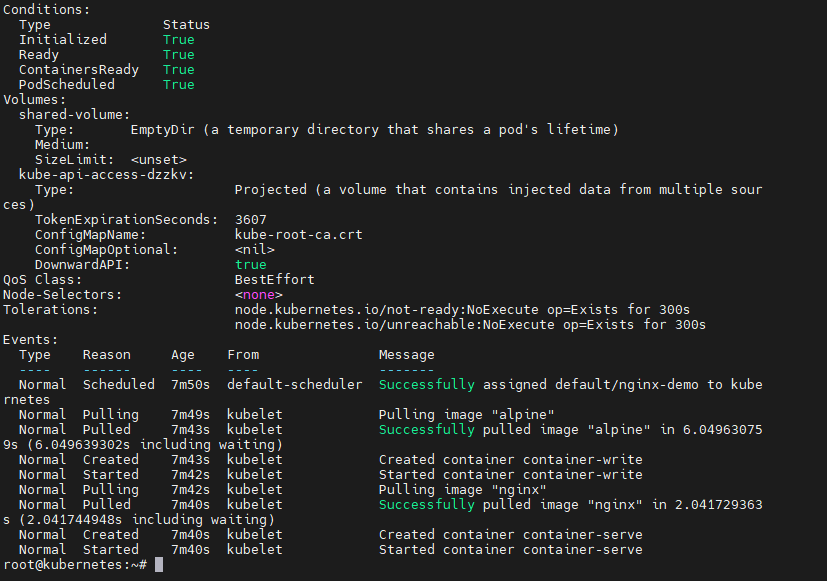 Conditions:
  Type              Status
  Initialized       True
  Ready             True
  ContainersReady   True
  PodScheduled      True
Volumes:
  shared-volume:
    Type:       EmptyDir (a temporary directory that shares a pod's lifetime)
    Medium:
    SizeLimit:  <unset>
  kube-api-access-dzzkv:
    Type:                    Projected (a volume that contains injected data from multiple sour
ces)
    TokenExpirationSeconds:  3607
    ConfigMapName:           kube-root-ca.crt
    ConfigMapOptional:       <nil>
    DownwardAPI:             true
QoS Class:                   BestEffort
Node-Selectors:              <none>
Tolerations:                 node.kubernetes.io/not-ready:NoExecute op=Exists for 300s
                             node.kubernetes.io/unreachable:NoExecute op=Exists for 300s
Events:
  Type    Reason     Age    From               Message
  ----    ------     ----   ----               -------
  Normal  Scheduled  7m50s  default-scheduler  Successfully assigned default/nginx-demo to kube
rnetes
  Normal  Pulling    7m49s  kubelet            Pulling image "alpine"
  Normal  Pulled     7m43s  kubelet            Successfully pulled image "alpine" in 6.04963075
9s (6.049639302s including waiting)
  Normal  Created    7m43s  kubelet            Created container container-write
  Normal  Started    7m42s  kubelet            Started container container-write
  Normal  Pulling    7m42s  kubelet            Pulling image "nginx"
  Normal  Pulled     7m40s  kubelet            Successfully pulled image "nginx" in 2.041729363
s (2.041744948s including waiting)
  Normal  Created    7m40s  kubelet            Created container container-serve
  Normal  Started    7m40s  kubelet            Started container container-serve
root@kubernetes:~#